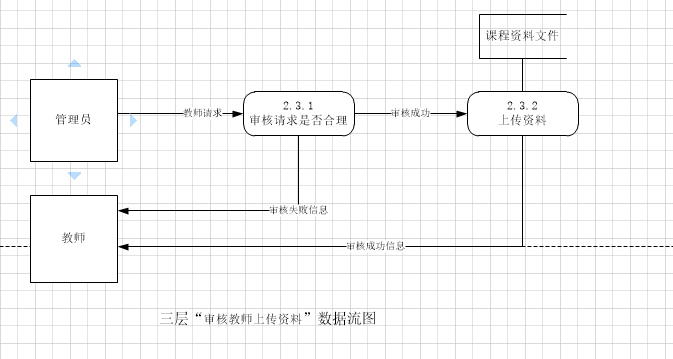 课程资料文件
管理员
教师请求
2.3.1
审核请求是否合理
审核成功
2.3.2
上传资料
审核失败信息
教师
审核成功信息
三层“审核教师上传资料”数据流图